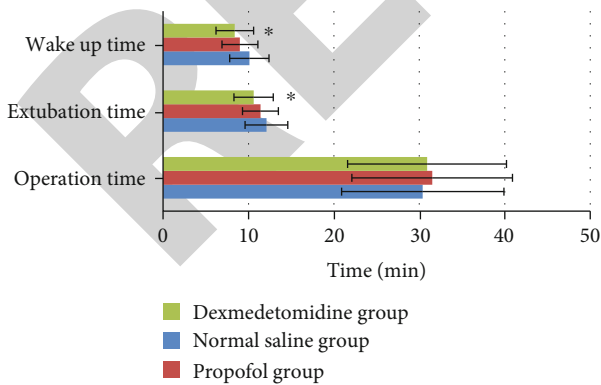 Wake up time
*
Extubation time
*
Operation time
0 10 20 30 40 50
Time (min)
Dexmedetomidine group
Normal saline group
Propofol group